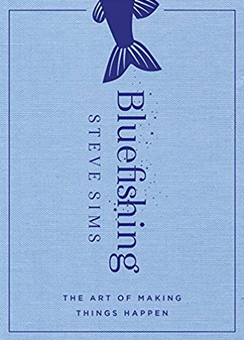 Bluefishing
STEVE SIMS
THE ART OF MAKING
THINGS HAPPEN